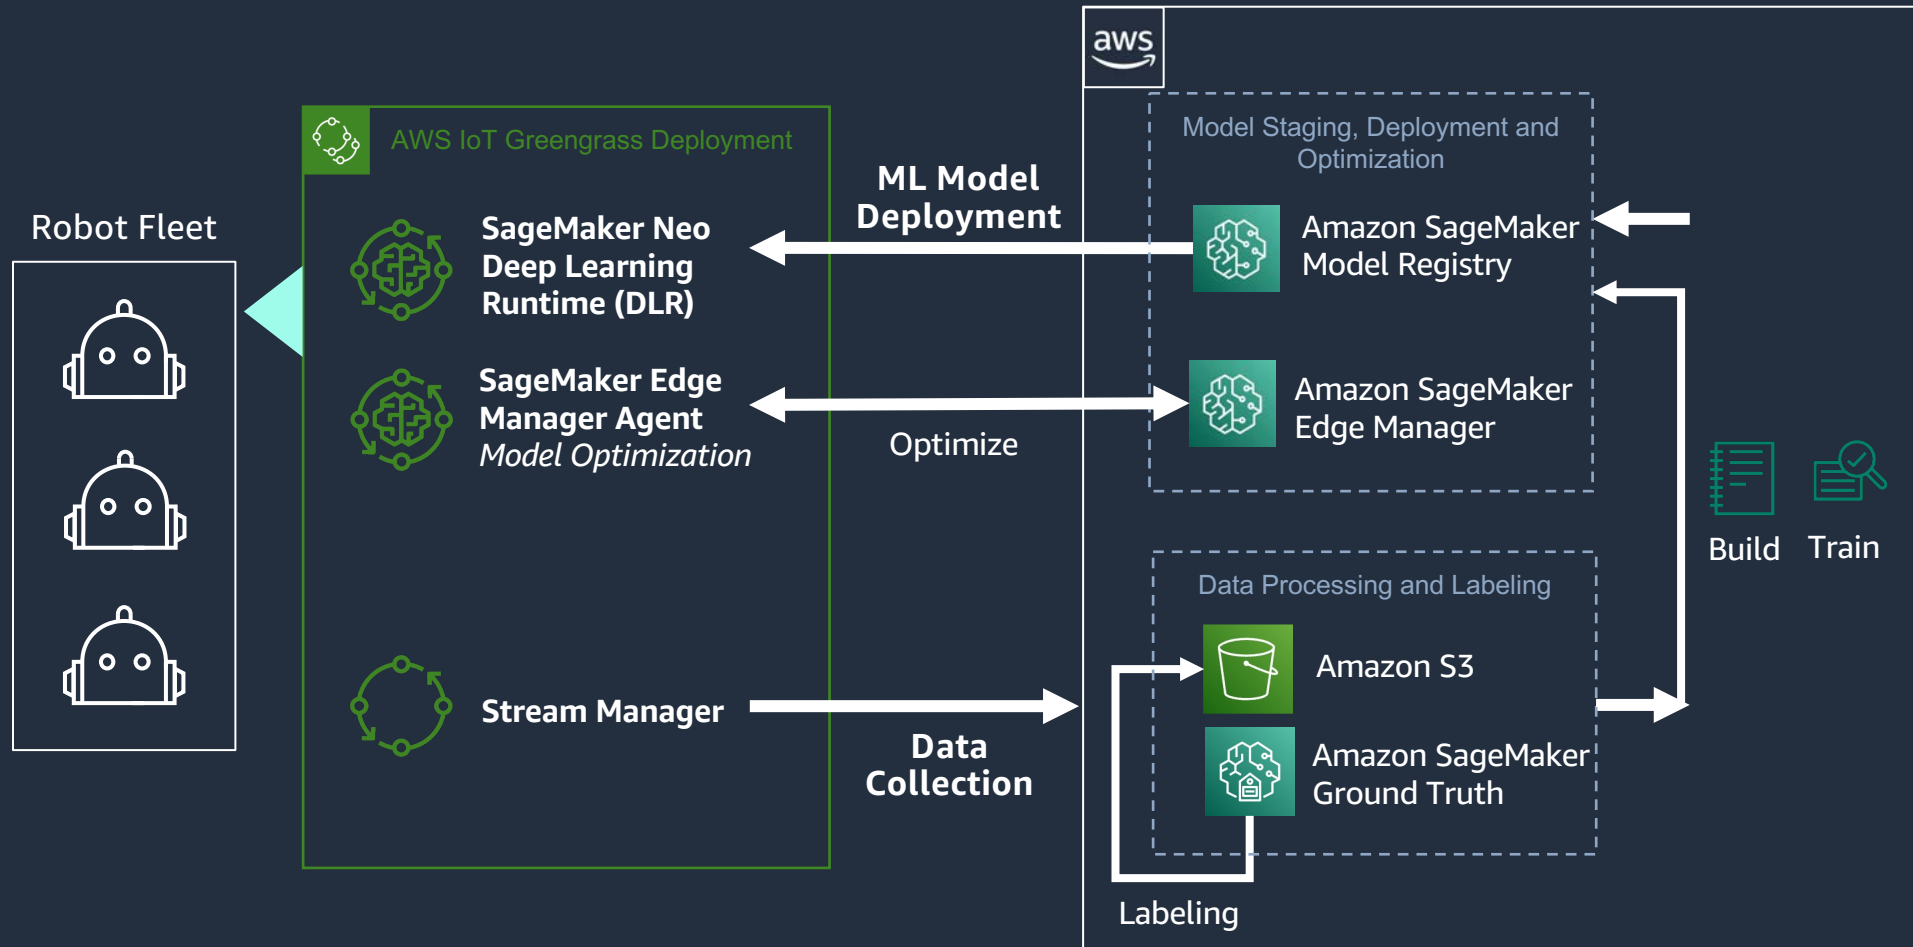 aws
AWS IoT Greengrass Deployment
Model Staging, Deployment and
Optimization
ML Model
Deployment
Robot Fleet
SageMaker Neo
Deep Learning
Runtime (DLR)
Amazon SageMaker
Model Registry
SageMaker Edge
Manager Agent
Model Optimization
Optimize
Amazon SageMaker
Edge Manager
Build
Train
Data Processing and Labeling
Amazon S3
Stream Manager
Data
Collection
Amazon SageMaker
Ground Truth
Labeling